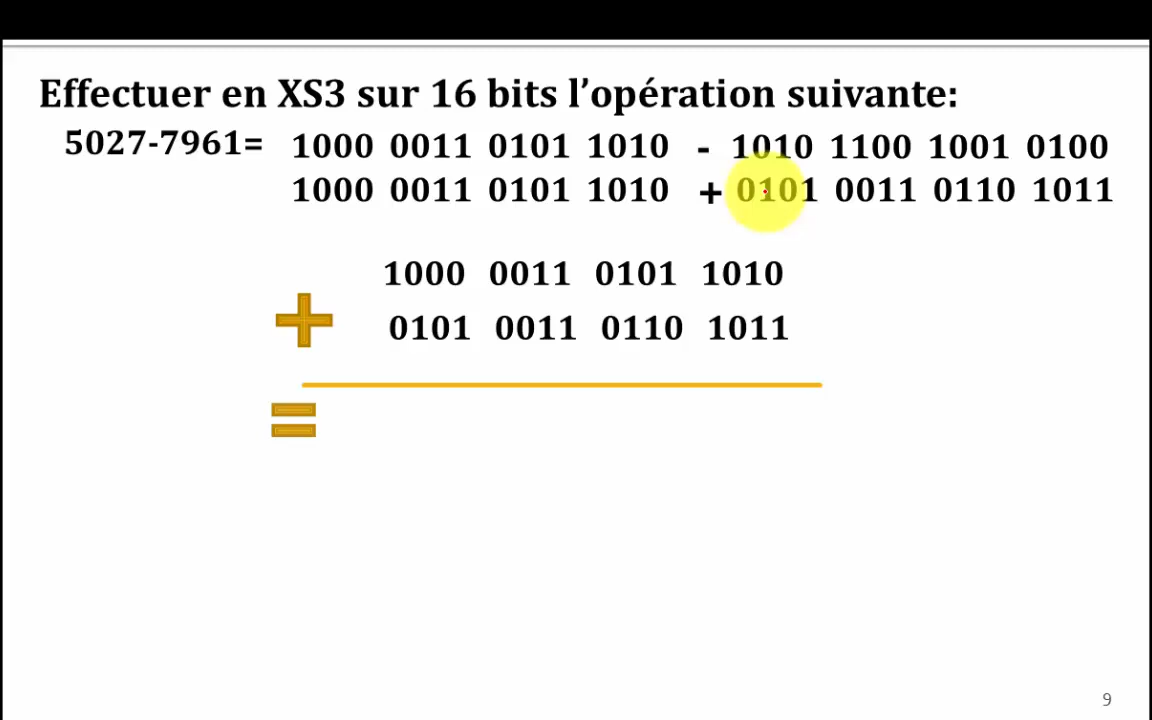 Effectuer en XS3 sur 16 bits l’opération suivante:
5027-7961= 1000 0011 0101 1010 - 1010 1100 1001 0100
1000 0011 0101 1010 + 0101 0011 0110 1011
1000 0011 0101 1010
+ 0101 0011 0110 1011
=
9